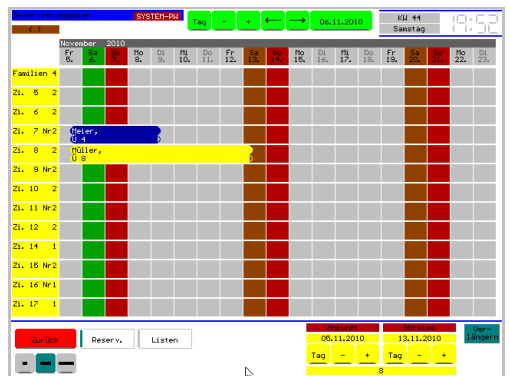 Reservierungsplan
SYSTEM-PW
Tag - + ← → 06.11.2010
KW 44
Samstag
< >
November 2010
Fr Sa So Mo Di Mi Do Fr Sa So Mo Di Mi Do Fr Sa So Mo Di
5. 6. 7. 8. 9. 10. 11. 12. 13. 14. 15. 16. 17. 18. 19. 20. 21. 22. 23.
Familien 4
Zi. 5 2
Zi. 6 2
Zi. 7 Nr2
Meier,
Ü 4
Zi. 8 2
Müller,
Ü 8
Zi. 9 Nr2
Zi. 10 2
Zi. 11 Nr2
Zi. 12 2
Zi. 14 1
Zi. 15 Nr2
Zi. 16 Nr1
Zi. 17 1
Zurück
Reserv.
Listen
Ankunft
05.11.2010
Tag - +
Abreise
13.11.2010
Tag - +
8
Ver-
längern